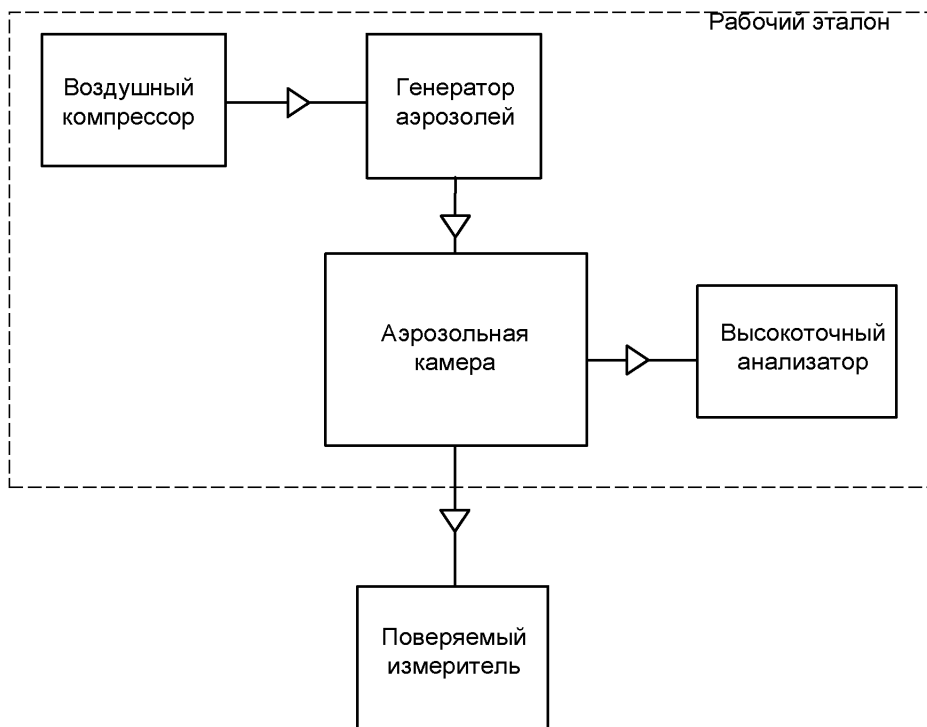 Рабочий эталон
Воздушный
компрессор
Генератор
аэрозолей
Аэрозольная
камера
Высокоточный
анализатор
Поверяемый
измеритель